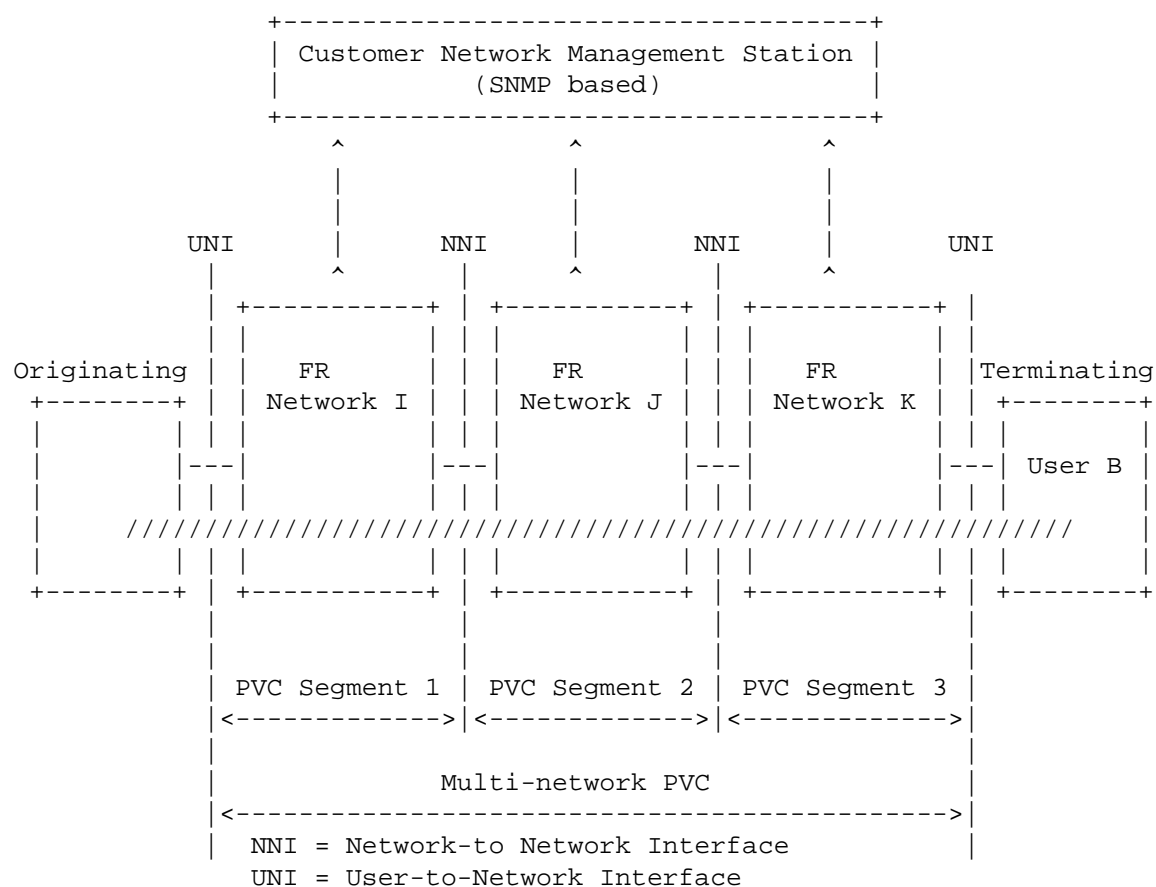 Customer Network Management Station
(SNMP based)
UNI NNI NNI UNI
Originating FR FR FR Terminating
Network I Network J Network K
User B
PVC Segment 1 PVC Segment 2 PVC Segment 3
Multi-network PVC
NNI = Network-to Network Interface
UNI = User-to-Network Interface